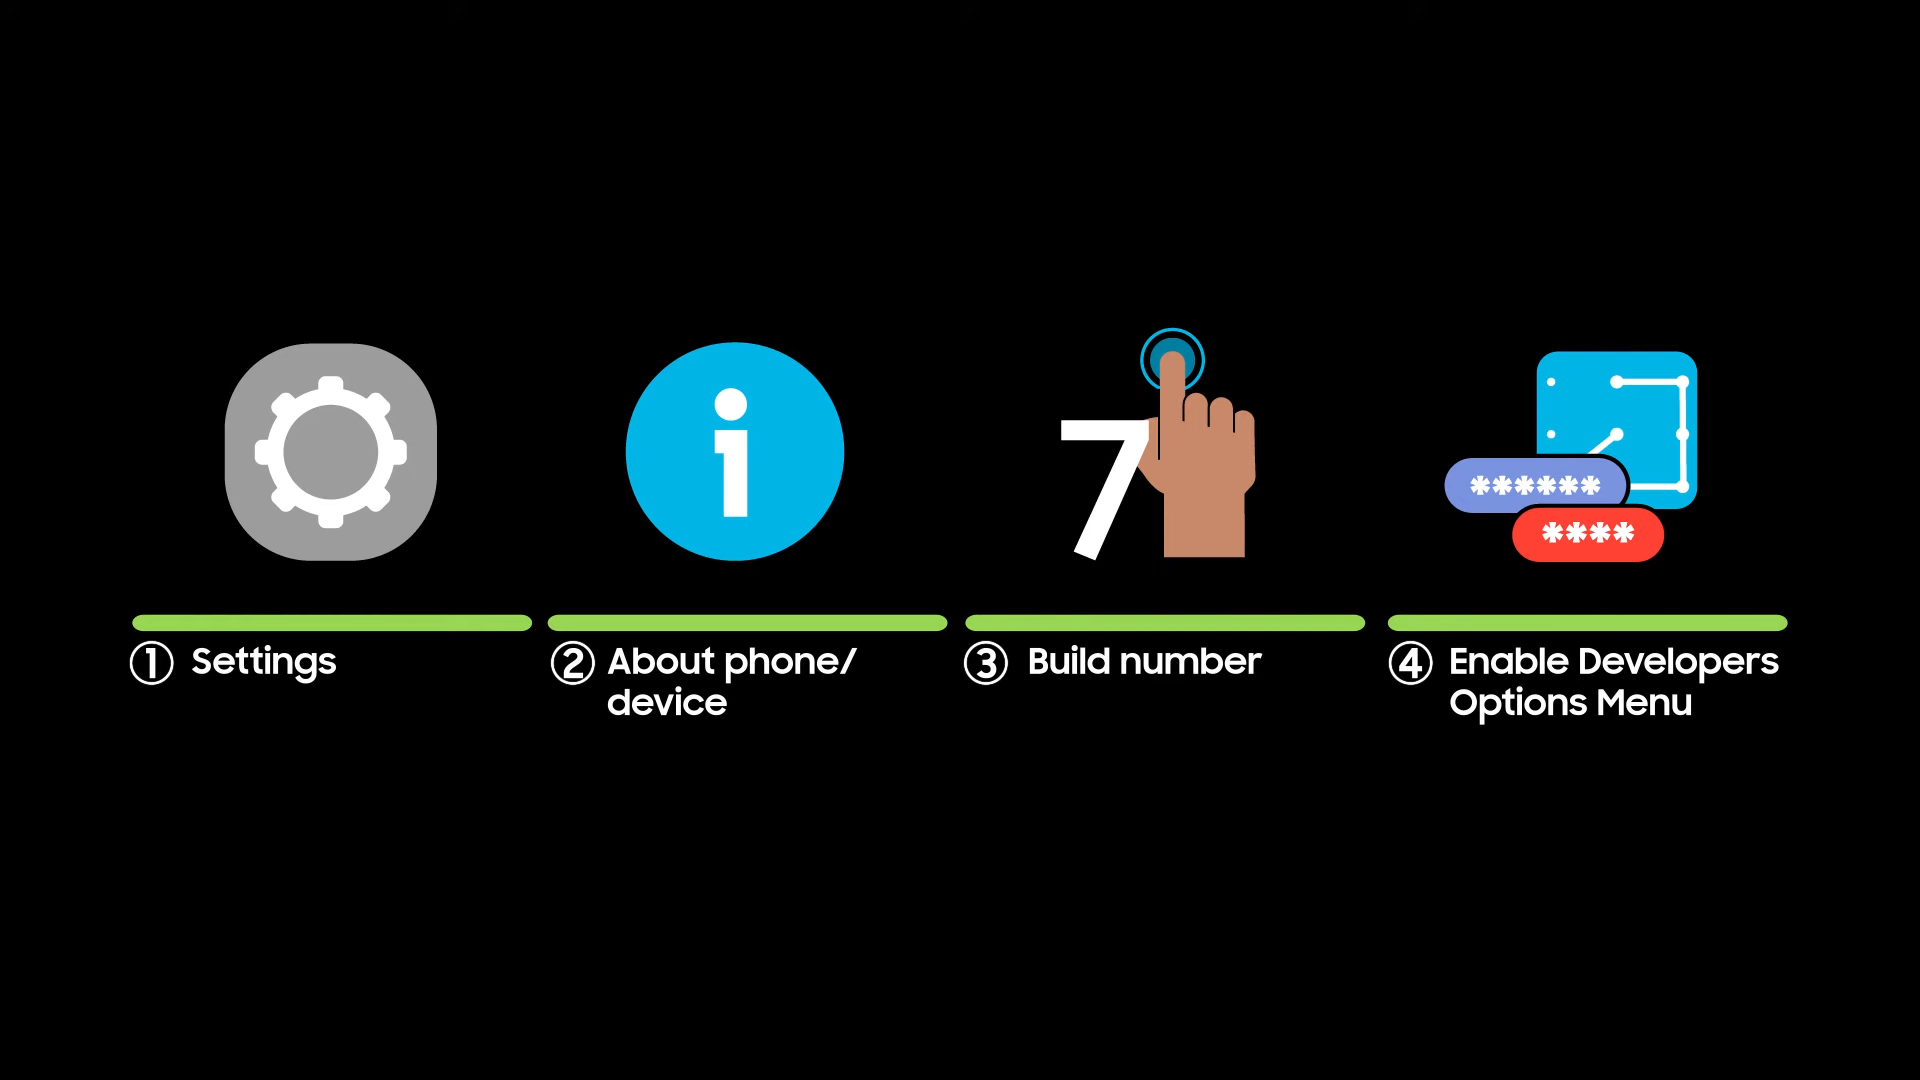 i
7
******
****
① Settings
② About phone/
device
③ Build number
④ Enable Developers
Options Menu